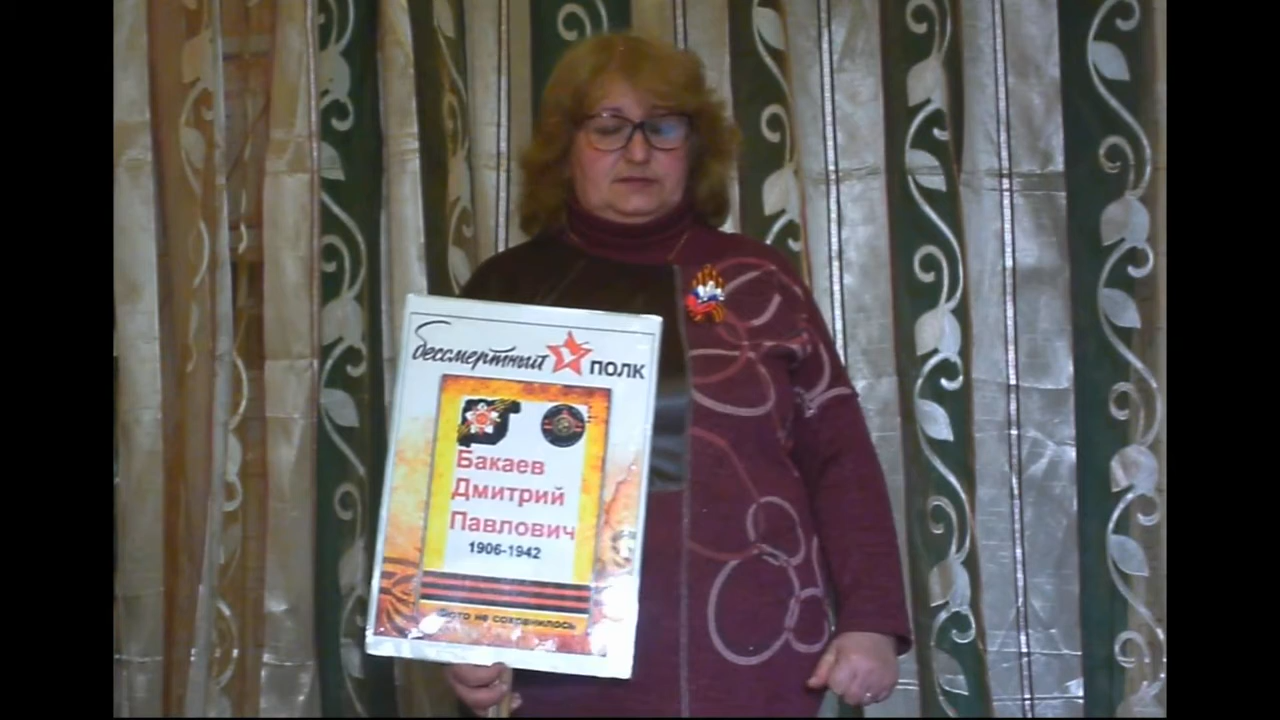 бессмертный ПОЛК
Бакаев
Дмитрий
Павлович
1906-1942
Фото не сохранилось